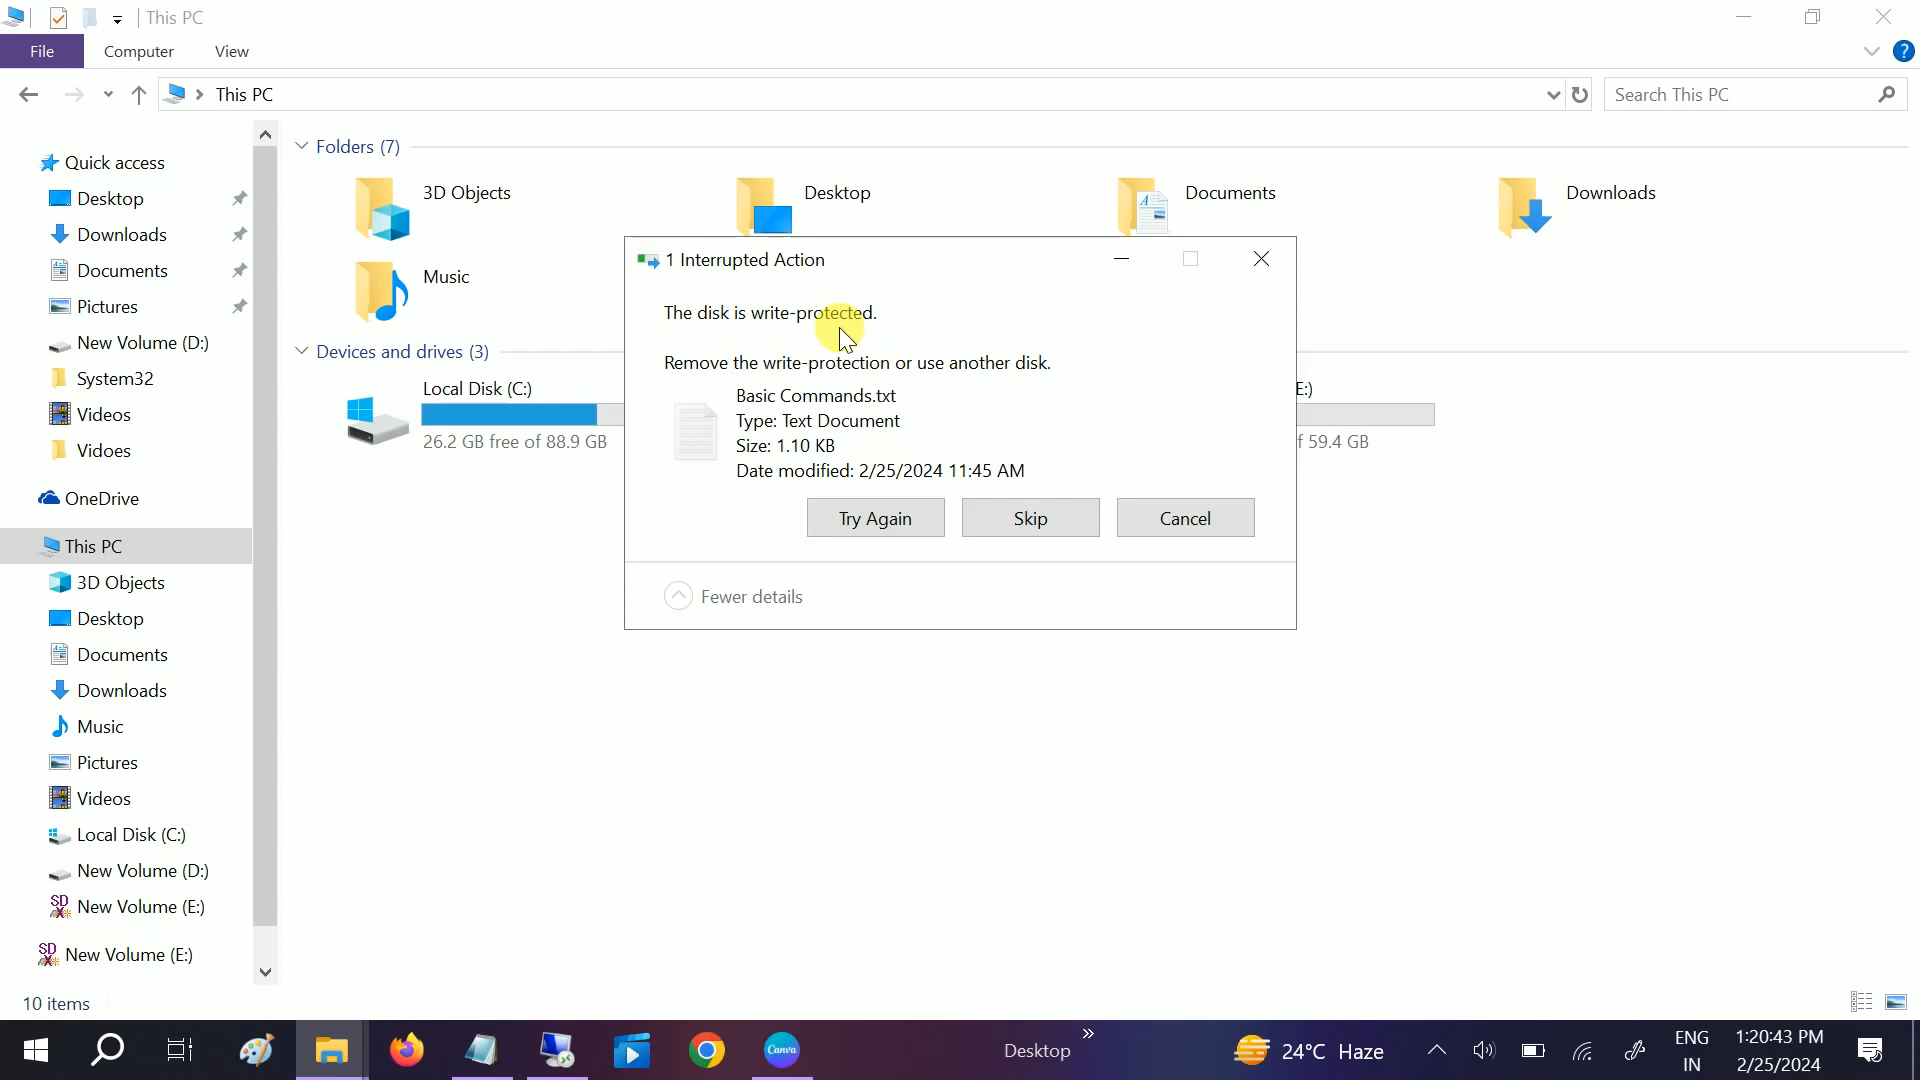 This PC
File Computer View
This PC
Search This PC
Quick access
Desktop
Downloads
Documents
Pictures
New Volume (D:)
System32
Videos
Vidoes
OneDrive
This PC
3D Objects
Desktop
Documents
Downloads
Music
Pictures
Videos
Local Disk (C:)
New Volume (D:)
SD New Volume (E:)
SD New Volume (E:)
Folders (7)
3D Objects
Desktop
Documents
Downloads
Music
Devices and drives (3)
Local Disk (C:)
26.2 GB free of 88.9 GB
E:)
f 59.4 GB
1 Interrupted Action
The disk is write-protected.
Remove the write-protection or use another disk.
Basic Commands.txt
Type: Text Document
Size: 1.10 KB
Date modified: 2/25/2024 11:45 AM
Try Again Skip Cancel
Fewer details
10 items
Canva
Desktop
24°C Haze
ENG
IN
1:20:43 PM
2/25/2024